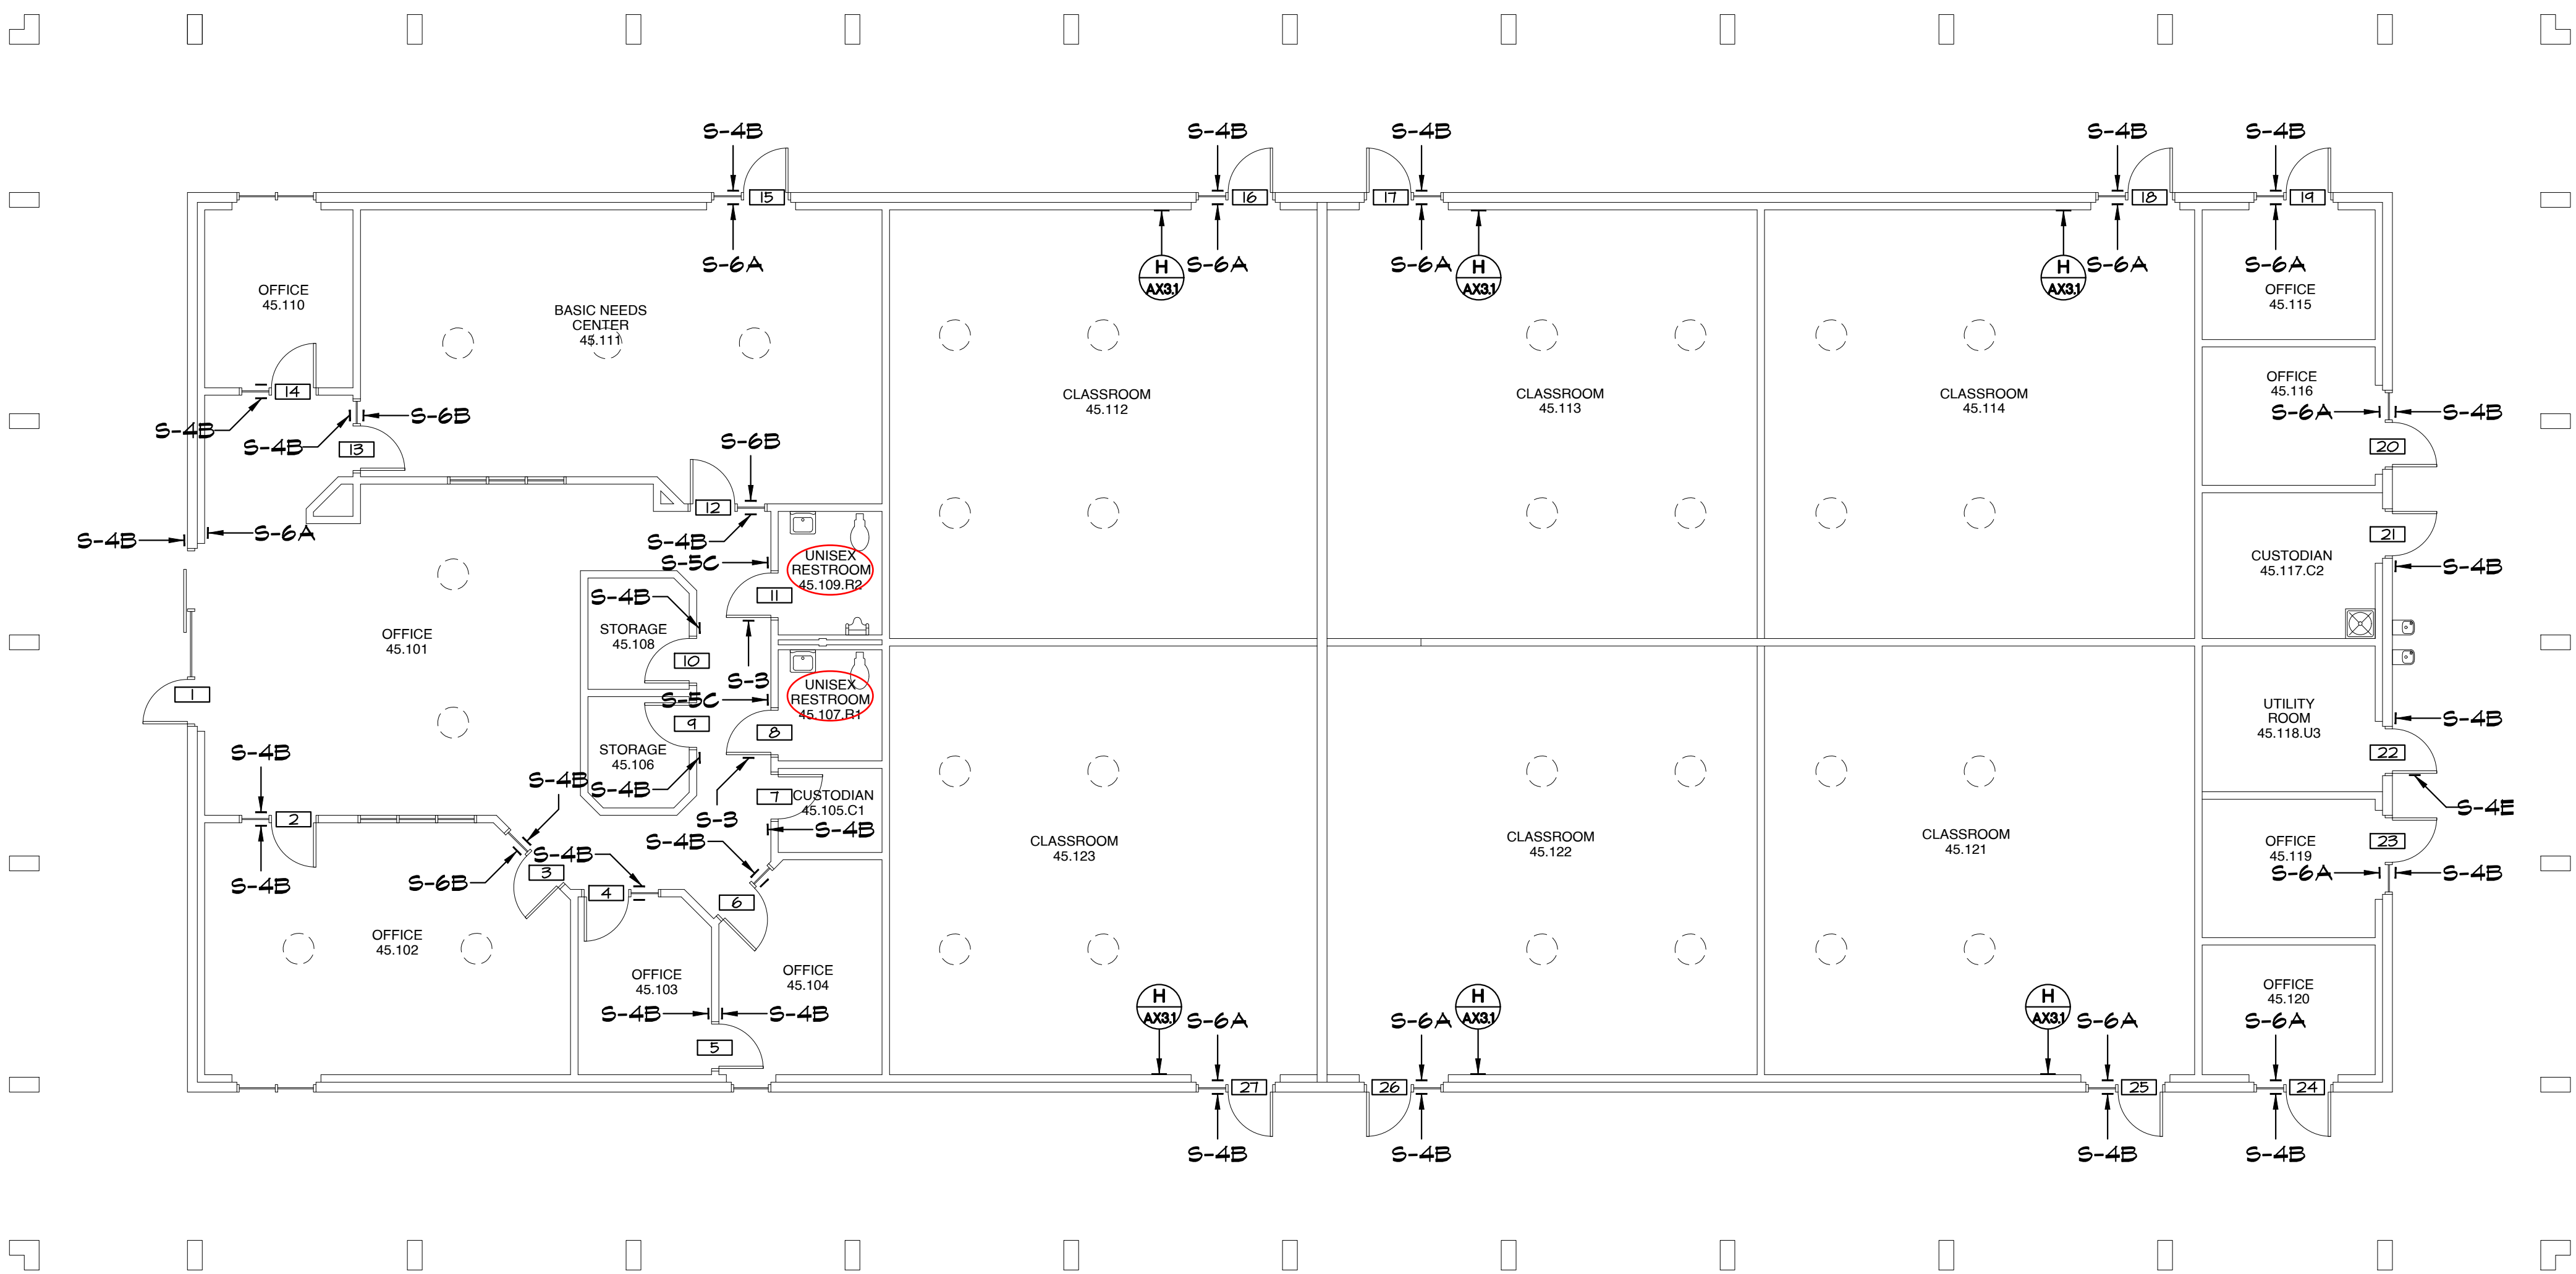 S-4B
S-4B
S-4B
S-4B
S-4B
15
16
17
18
19
S-6A
S-6A
S-6A
S-6A
S-6A
H
AX3.1
H
AX3.1
H
AX3.1
OFFICE
45.110
BASIC NEEDS
CENTER
45.111
OFFICE
45.115
14
S-4B
S-4B
S-6B
13
CLASSROOM
45.112
CLASSROOM
45.113
CLASSROOM
45.114
OFFICE
45.116
S-6A
S-4B
20
S-6B
12
S-4B
S-4B
S-6A
S-5C
UNISEX
RESTROOM
45.109.R2
11
21
CUSTODIAN
45.117.C2
S-4B
S-4B
STORAGE
45.108
10
OFFICE
45.101
S-3
S-5C
UNISEX
RESTROOM
45.107.R1
1
9
8
STORAGE
45.106
S-4B
UTILITY
ROOM
45.118.U3
S-4B
22
S-4E
S-4B
2
S-4B
S-4B
7
CUSTODIAN
45.105.C1
S-3
S-4B
S-4B
S-4B
S-4B
S-6B
3
4
6
CLASSROOM
45.123
CLASSROOM
45.122
CLASSROOM
45.121
OFFICE
45.119
23
S-6A
S-4B
OFFICE
45.102
OFFICE
45.103
OFFICE
45.104
S-4B
S-4B
5
OFFICE
45.120
H
AX3.1
H
AX3.1
H
AX3.1
S-6A
S-6A
S-6A
S-6A
27
26
25
24
S-4B
S-4B
S-4B
S-4B